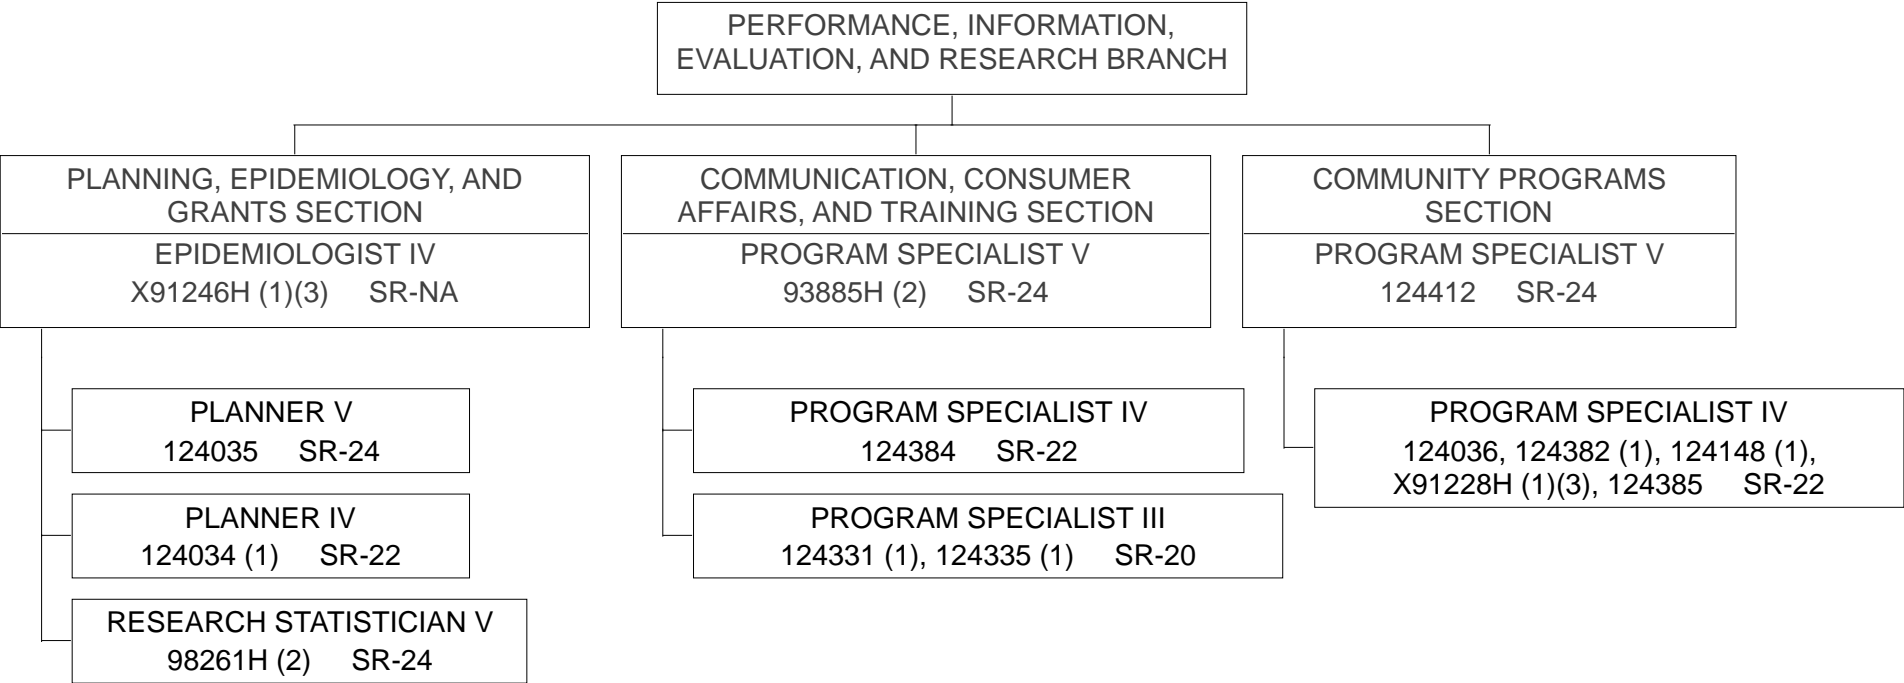 PERFORMANCE, INFORMATION,
EVALUATION, AND RESEARCH BRANCH
PLANNING, EPIDEMIOLOGY, AND
GRANTS SECTION
EPIDEMIOLOGIST IV
X91246H (1)(3) SR-NA
PLANNER V
124035 SR-24
PLANNER IV
124034 (1) SR-22
RESEARCH STATISTICIAN V
98261H (2) SR-24
COMMUNICATION, CONSUMER
AFFAIRS, AND TRAINING SECTION
PROGRAM SPECIALIST V
93885H (2) SR-24
PROGRAM SPECIALIST IV
124384 SR-22
PROGRAM SPECIALIST III
124331 (1), 124335 (1) SR-20
COMMUNITY PROGRAMS
SECTION
PROGRAM SPECIALIST V
124412 SR-24
PROGRAM SPECIALIST IV
124036, 124382 (1), 124148 (1),
X91228H (1)(3), 124385 SR-22